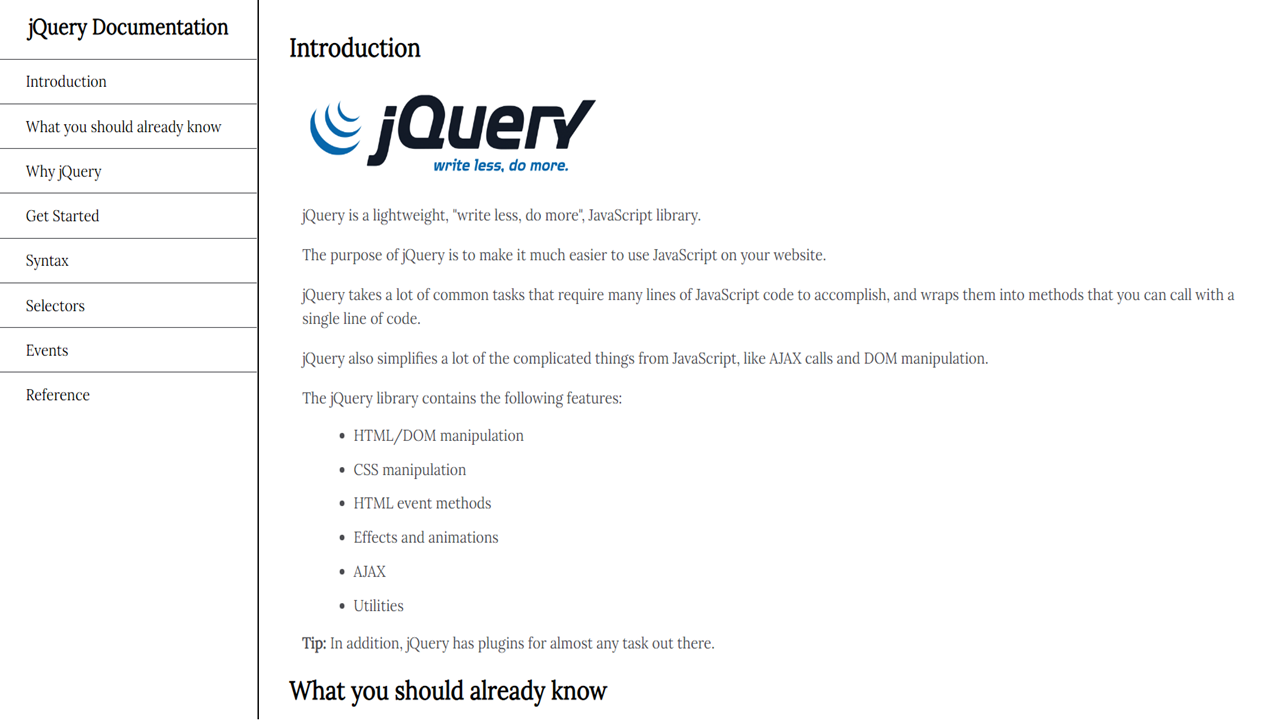 jQuery Documentation
Introduction
What you should already know
Why jQuery
Get Started
Syntax
Selectors
Events
Reference
Introduction
jQuery
write less, do more.
jQuery is a lightweight, "write less, do more", JavaScript library.
The purpose of jQuery is to make it much easier to use JavaScript on your website.
jQuery takes a lot of common tasks that require many lines of JavaScript code to accomplish, and wraps them into methods that you can call with a
single line of code.
jQuery also simplifies a lot of the complicated things from JavaScript, like AJAX calls and DOM manipulation.
The jQuery library contains the following features:
• HTML/DOM manipulation
• CSS manipulation
• HTML event methods
• Effects and animations
• AJAX
• Utilities
Tip: In addition, jQuery has plugins for almost any task out there.
What you should already know